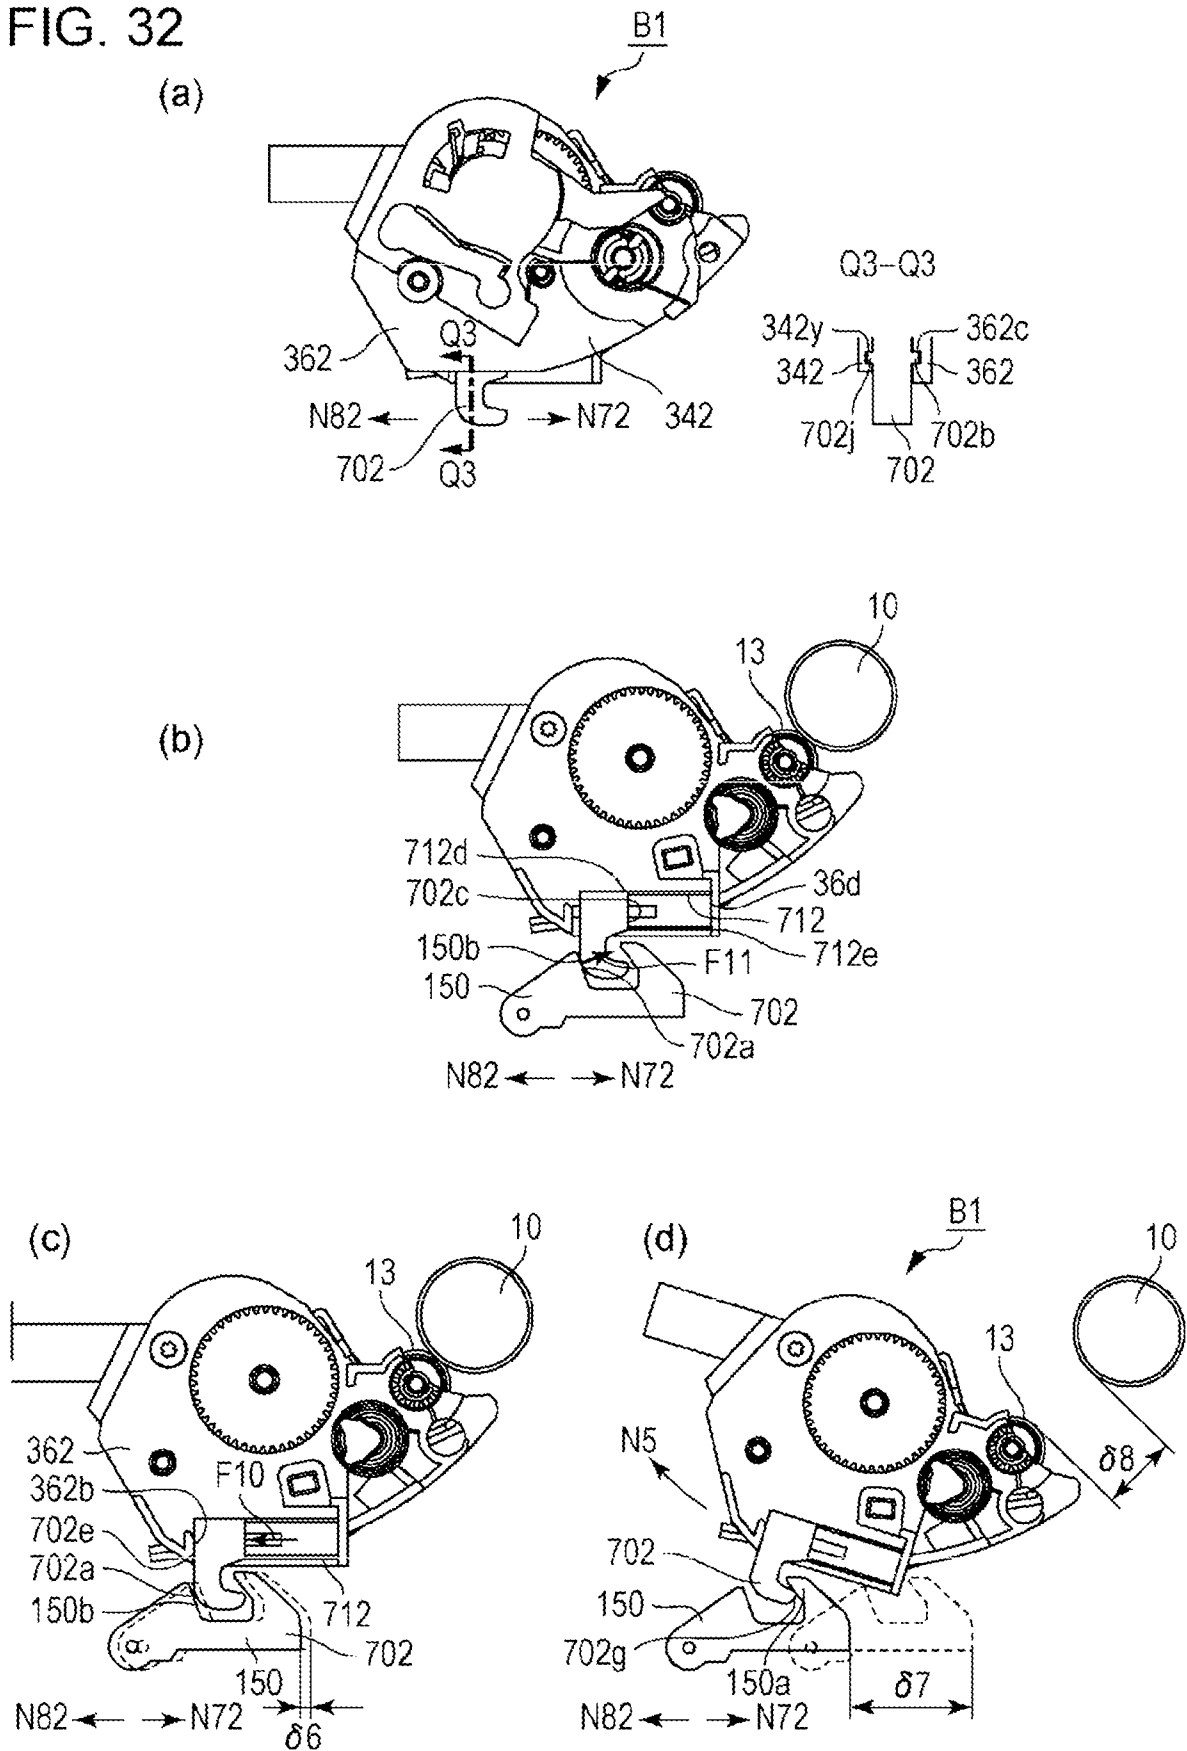 FIG. 32
B1
(a)
Q3-Q3
342y
362c
342
362
702j
702b
702
Q3
362
N82
N72
342
702
Q3
10
13
(b)
712d
702c
36d
712
150b
F11
712e
150
702
702a
N82
N72
(c)
10
13
362
F10
362b
702e
702a
150b
712
702
150
N82
N72
δ6
(d)
B1
10
13
N5
δ8
702
150
702g
150a
δ7
N82
N72